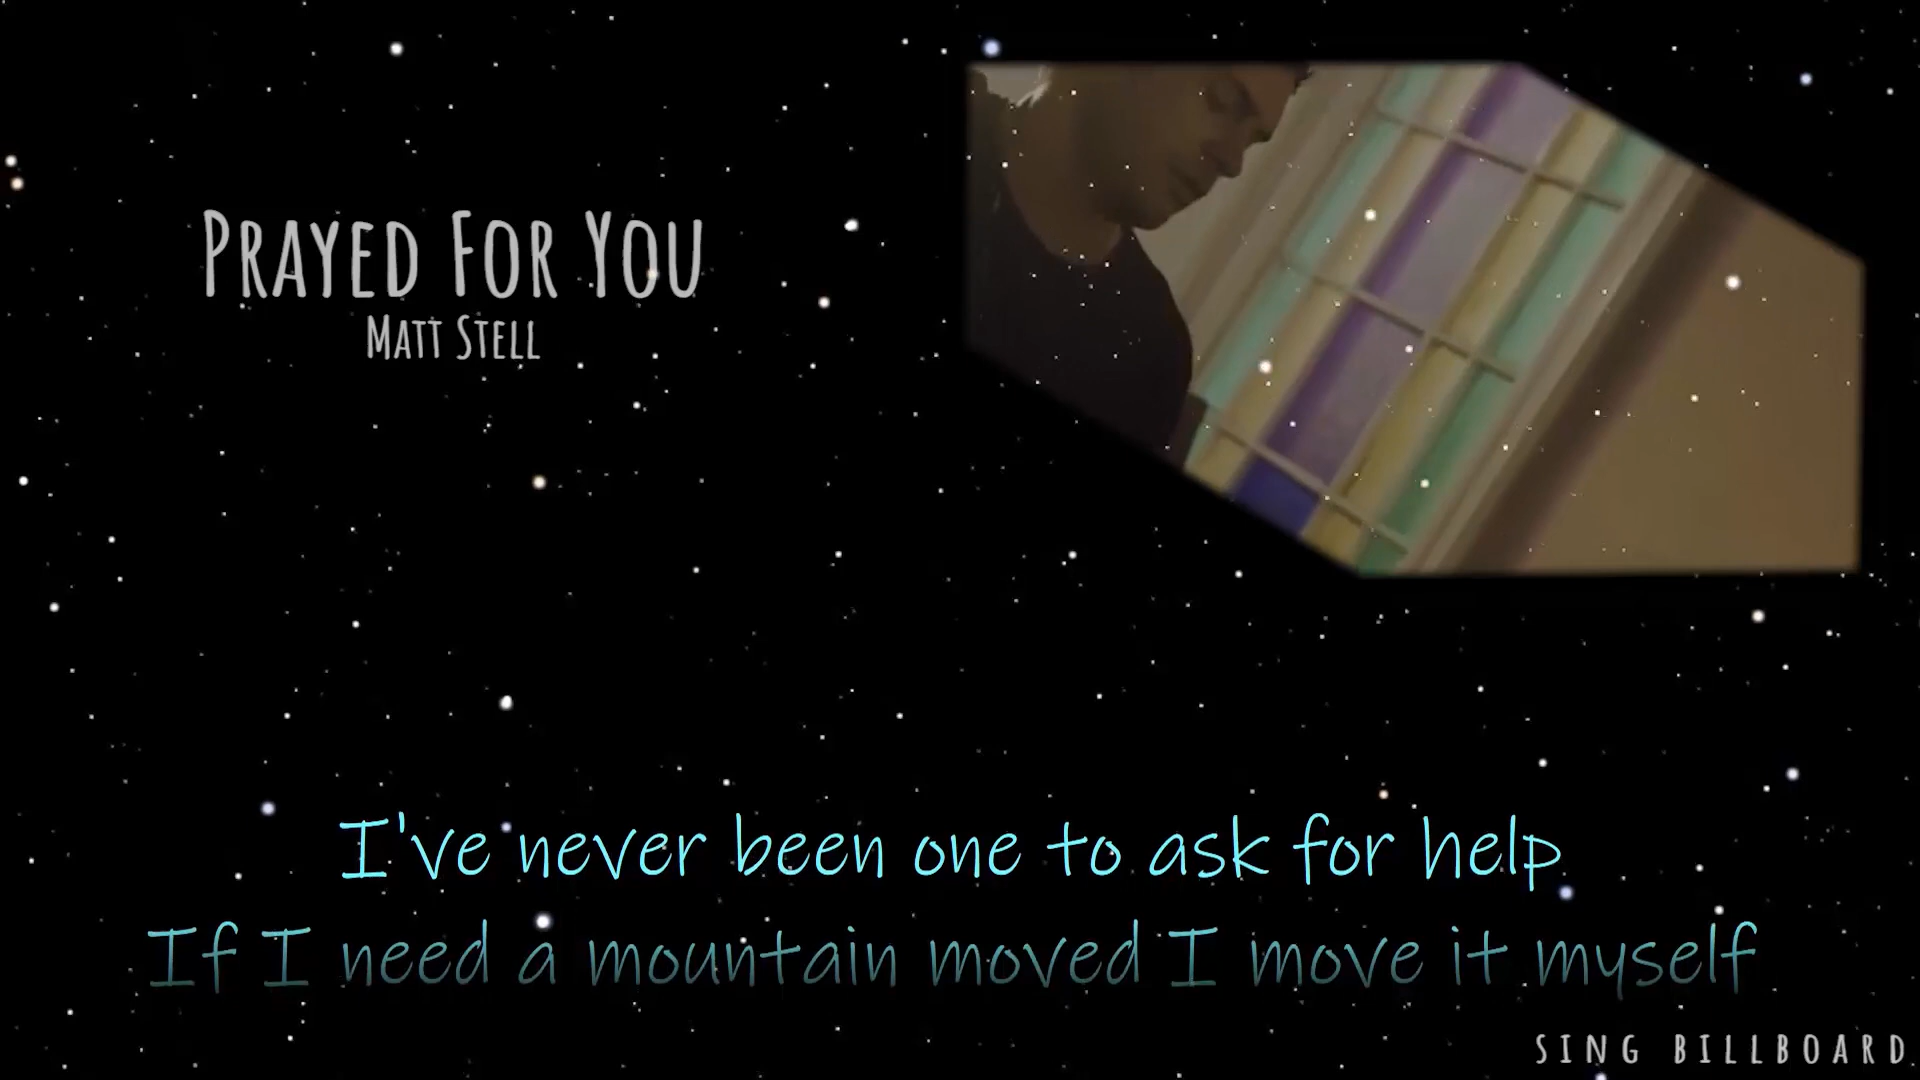 Prayed For You
Matt Stell
I've never been one to ask for help
If I need a mountain moved I move it myself
SING BILLBOARD